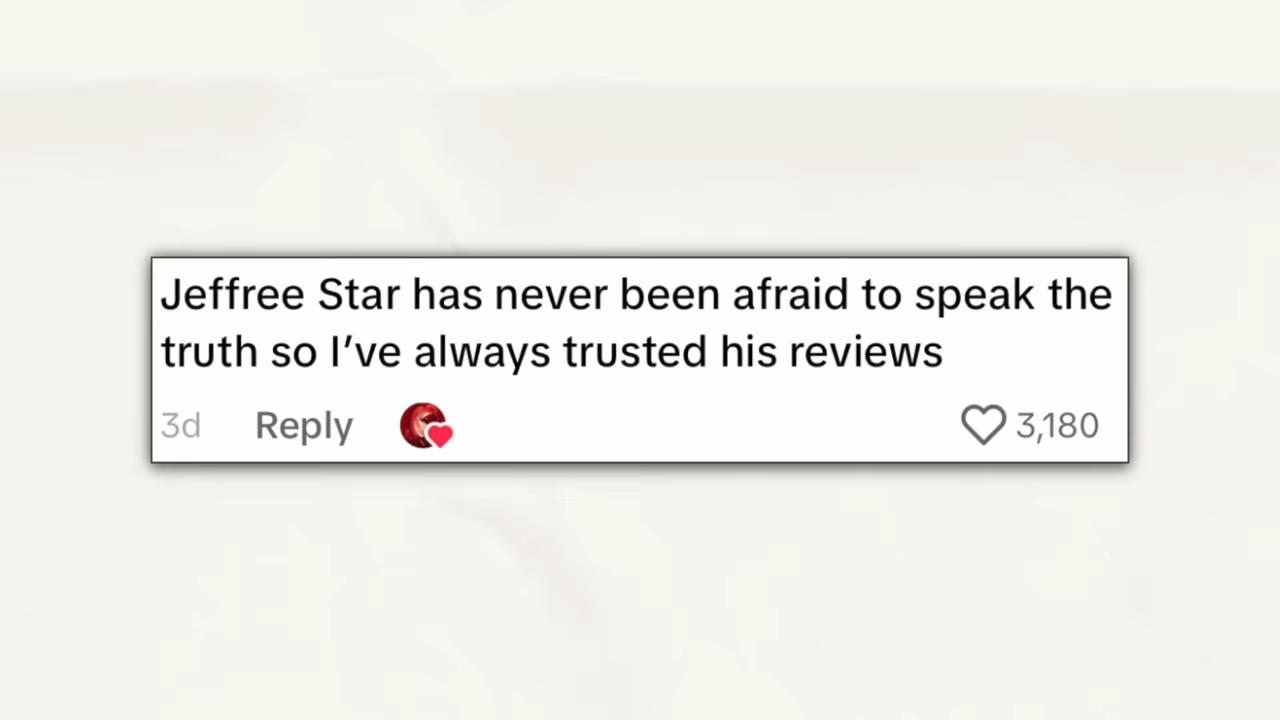 Jeffree Star has never been afraid to speak the
truth so I’ve always trusted his reviews
3d Reply 3,180